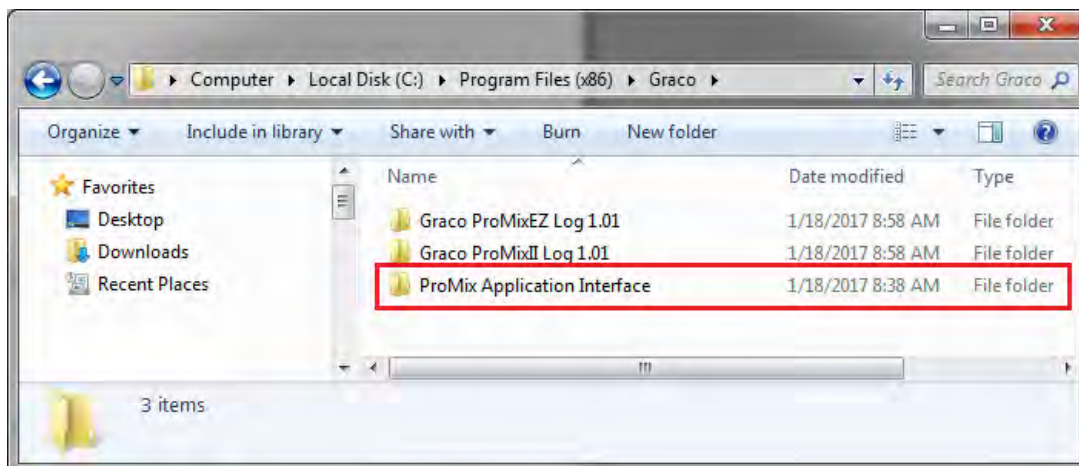 Computer Local Disk (C:) Program Files (x86) Graco Search Graco
Organize Include in library Share with Burn New folder
Favorites
Desktop
Downloads
Recent Places
Name Date modified Type
Graco ProMixEZ Log 1.01 1/18/2017 8:58 AM File folder
Graco ProMixII Log 1.01 1/18/2017 8:58 AM File folder
ProMix Application Interface 1/18/2017 8:38 AM File folder
3 items